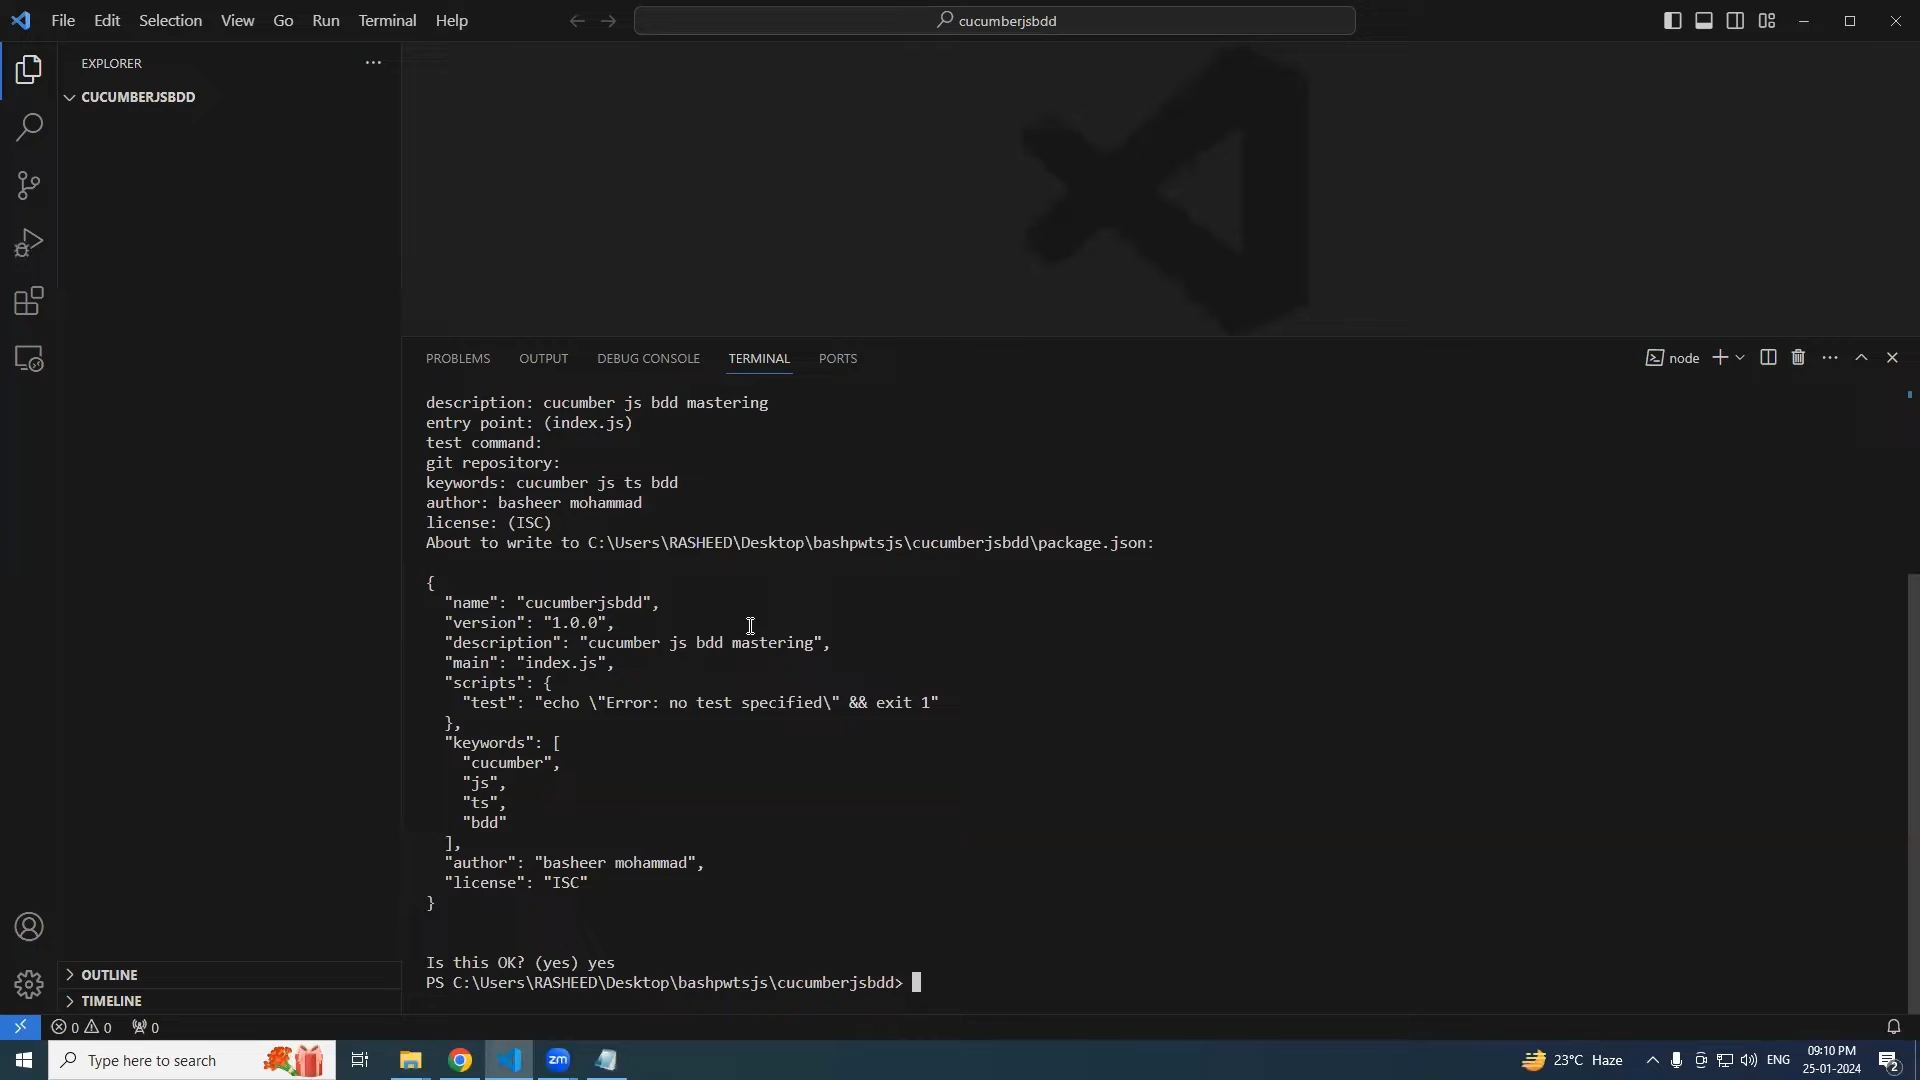 File Edit Selection View Go Run Terminal Help
cucumberjsbdd
EXPLORER
CUCUMBERJSBDD
PROBLEMS OUTPUT DEBUG CONSOLE TERMINAL PORTS
node
description: cucumber js bdd mastering
entry point: (index.js)
test command:
git repository:
keywords: cucumber js ts bdd
author: basheer mohammad
license: (ISC)
About to write to C:\Users\RASHEED\Desktop\bashpwtsjs\cucumberjsbdd\package.json:
{
"name": "cucumberjsbdd",
"version": "1.0.0",
"description": "cucumber js bdd mastering",
"main": "index.js",
"scripts": {
"test": "echo \"Error: no test specified\" && exit 1"
},
"keywords": [
"cucumber",
"js",
"ts",
"bdd"
],
"author": "basheer mohammad",
"license": "ISC"
}
Is this OK? (yes) yes
PS C:\Users\RASHEED\Desktop\bashpwtsjs\cucumberjsbdd>
OUTLINE
TIMELINE
0 0 0
Type here to search
zm
23°C Haze
ENG
09:10 PM
25-01-2024
2